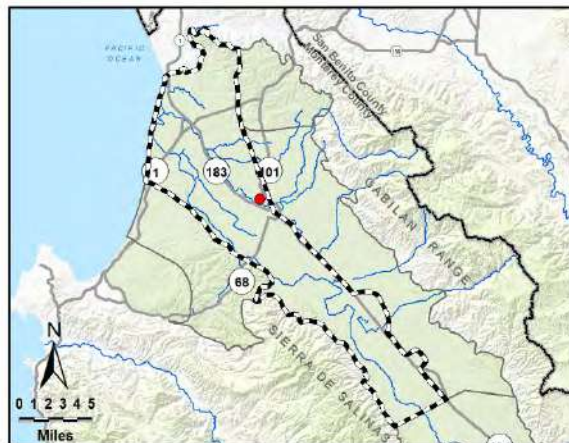 1
PACIFIC
OCEAN
San Benito County
Monterey County
1
183
101
GABILAN RANGE
68
SIERRA DE SALINAS
N
0 1 2 3 4 5
Miles